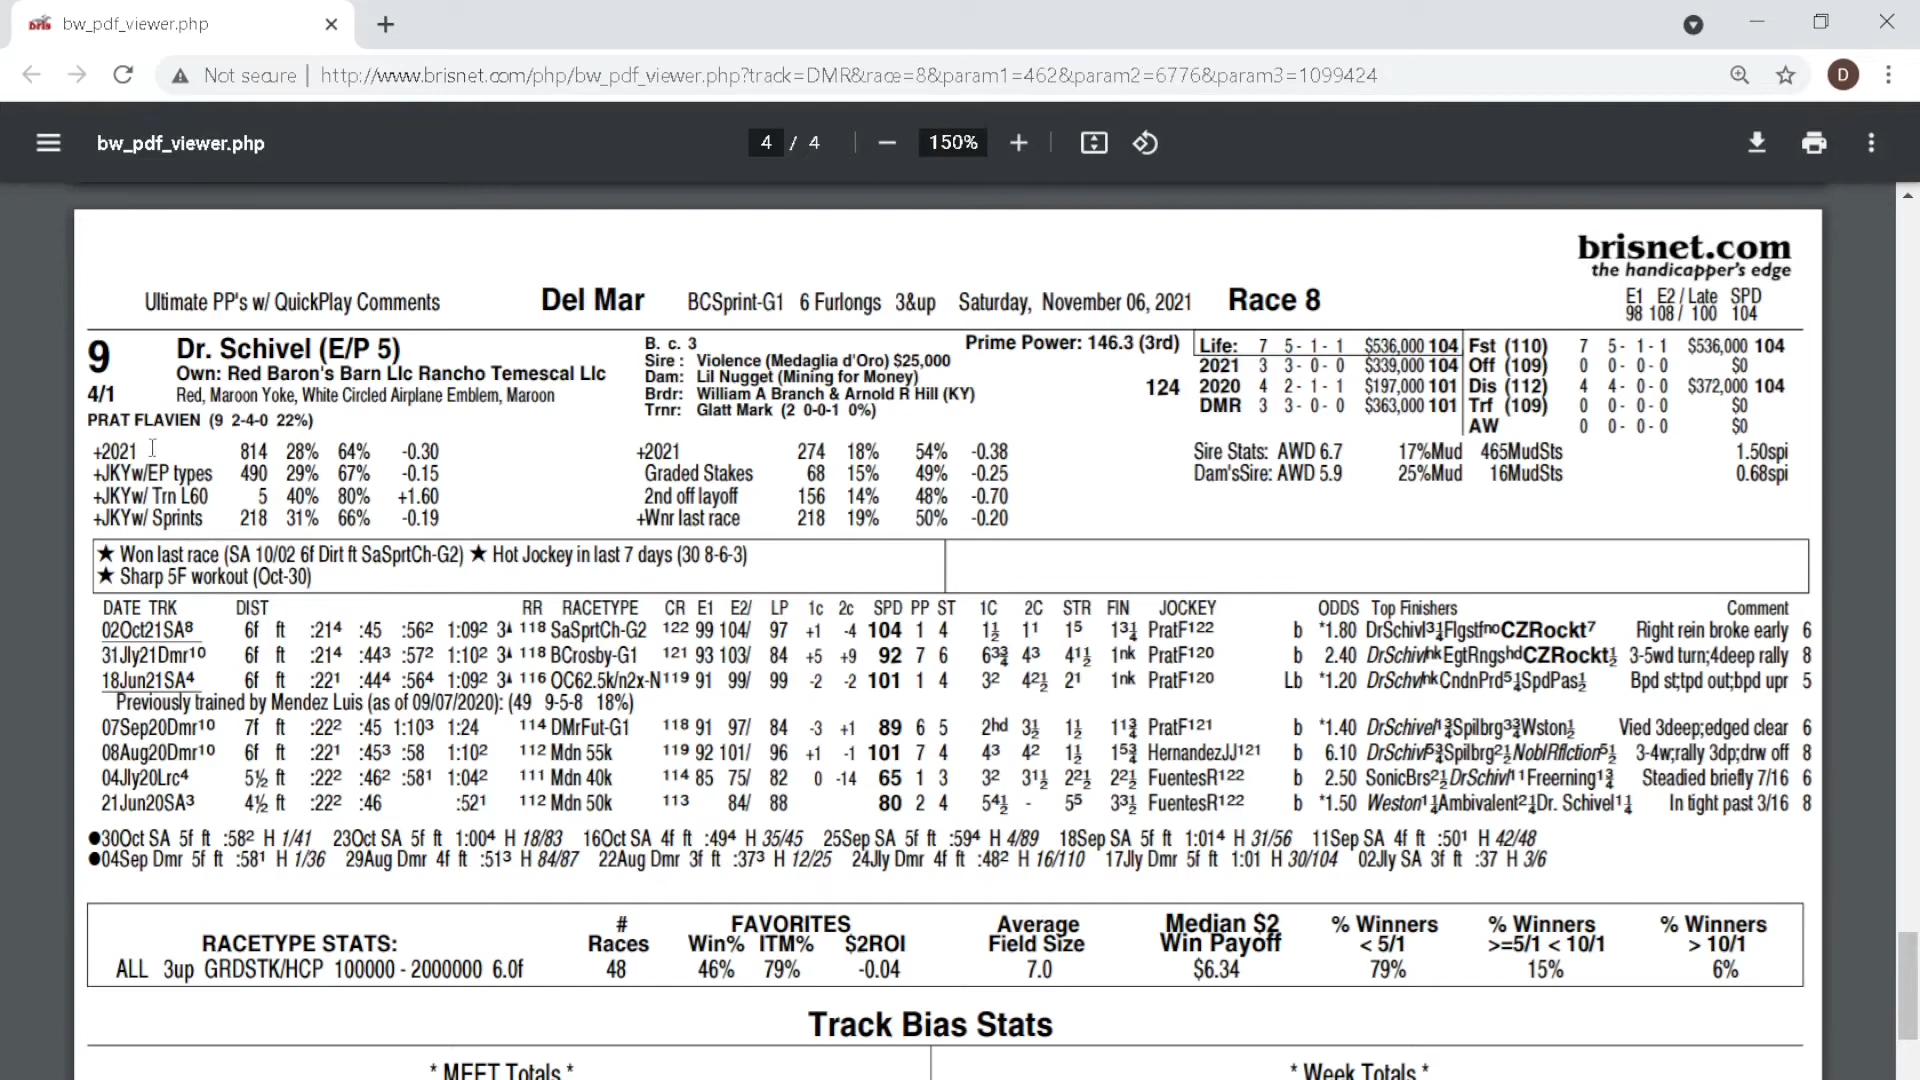 bw_pdf_viewer.php
Not secure | http://www.brisnet.com/php/bw_pdf_viewer.php?track=DMR&race=8&param1=462&param2=6776&param3=1099424 D
bw_pdf_viewer.php 4 / 4 150%
brisnet.com
the handicapper's edge
Ultimate PP's w/ QuickPlay Comments Del Mar BCSprint-G1 6 Furlongs 3&up Saturday, November 06, 2021 Race 8
E1 E2 / Late SPD
98 108 / 100 104
9 Dr. Schivel (E/P 5)
Own: Red Baron's Barn Llc Rancho Temescal Llc
4/1 Red, Maroon Yoke, White Circled Airplane Emblem, Maroon
PRAT FLAVIEN (9 2-4-0 22%)
B. c. 3
Sire : Violence (Medaglia d'Oro) $25,000
Dam: Lil Nugget (Mining for Money)
Brdr: William A Branch & Arnold R Hill (KY)
Trnr: Glatt Mark (2 0-0-1 0%)
Prime Power: 146.3 (3rd)
124
Life: 7 5 - 1 - 1 $536,000 104 Fst (110) 7 5 - 1 - 1 $536,000 104
2021 3 3 - 0 - 0 $339,000 104 Off (109) 0 0 - 0 - 0 $0
2020 4 2 - 1 - 1 $197,000 101 Dis (112) 4 4 - 0 - 0 $372,000 104
DMR 3 3 - 0 - 0 $363,000 101 Trf (109) 0 0 - 0 - 0 $0
AW 0 0 - 0 - 0 $0
+2021 814 28% 64% -0.30 +2021 274 18% 54% -0.38 Sire Stats: AWD 6.7 17%Mud 465MudSts 1.50spi
+JKYw/EP types 490 29% 67% -0.15 Graded Stakes 68 15% 49% -0.25 Dam'sSire: AWD 5.9 25%Mud 16MudSts 0.68spi
+JKYw/ Trn L60 5 40% 80% +1.60 2nd off layoff 156 14% 48% -0.70
+JKYw/ Sprints 218 31% 66% -0.19 +Wnr last race 218 19% 50% -0.20
★ Won last race (SA 10/02 6f Dirt ft SaSprtCh-G2) ★ Hot Jockey in last 7 days (30 8-6-3)
★ Sharp 5F workout (Oct-30)
DATE TRK DIST RR RACETYPE CR E1 E2/ LP 1c 2c SPD PP ST 1C 2C STR FIN JOCKEY ODDS Top Finishers Comment
02Oct21SA⁸ 6f ft :21⁴ :45 :56² 1:09² 3▲ 118 SaSprtCh-G2 122 99 104/ 97 +1 -4 104 1 4 1½ 1¹ 1⁵ 1³¼ PratF122 b *1.80 DrSchivl³¼Flgstfⁿᵒ CZRockt⁷ Right rein broke early 6
31Jly21Dmr¹⁰ 6f ft :21⁴ :44³ :57² 1:10² 3▲ 118 BCrosby-G1 121 93 103/ 84 +5 +9 92 7 6 6³¾ 4³ 4¹½ 1ⁿᵏ PratF120 b 2.40 DrSchivⁿᵏEgtRngsʰᵈCZRockt½ 3-5wd turn;4deep rally 8
18Jun21SA⁴ 6f ft :22¹ :44⁴ :56⁴ 1:09² 3▲ 116 OC62.5k/n2x-N 119 91 99/ 99 -2 -2 101 1 4 3² 4²½ 2¹ 1ⁿᵏ PratF120 Lb *1.20 DrSchvⁿᵏCndnPrd⁵¼SpdPas½ Bpd st;tpd out;bpd upr 5
Previously trained by Mendez Luis (as of 09/07/2020): (49 9-5-8 18%)
07Sep20Dmr¹⁰ 7f ft :22² :45 1:10³ 1:24 114 DMrFut-G1 118 91 97/ 84 -3 +1 89 6 5 2ʰᵈ 3½ 1½ 1¹¾ PratF121 b *1.40 DrSchivel¹¾Spilbrg³¾Wston½ Vied 3deep;edged clear 6
08Aug20Dmr¹⁰ 6f ft :22¹ :45³ :58 1:10² 112 Mdn 55k 119 92 101/ 96 +1 -1 101 7 4 4³ 4² 1½ 1⁵¾ HernandezJJ121 b 6.10 DrSchivl⁵¾Spilbrg²½NoblRflction⁵½ 3-4w;rally 3dp;drw off 8
04Jly20Lrc⁴ 5½ ft :22² :46² :58¹ 1:04² 111 Mdn 40k 114 85 75/ 82 0 -14 65 1 3 3² 3¹½ 2²½ 2²½ FuentesR122 b 2.50 SonicBrs²½DrSchivl¹¹Freerning¹¾ Steadied briefly 7/16 6
21Jun20SA³ 4½ ft :22² :46 :52¹ 112 Mdn 50k 113 84/ 88 80 2 4 5⁴½ - 5⁵ 3³½ FuentesR122 b *1.50 Weston¹¼Ambivalent²¼Dr. Schivel¹¼ In tight past 3/16 8
●30Oct SA 5f ft :58² H 1/41 23Oct SA 5f ft 1:00⁴ H 18/83 16Oct SA 4f ft :49⁴ H 35/45 25Sep SA 5f ft :59⁴ H 4/89 18Sep SA 5f ft 1:01⁴ H 31/56 11Sep SA 4f ft :50¹ H 42/48
●04Sep Dmr 5f ft :58¹ H 1/36 29Aug Dmr 4f ft :51³ H 84/87 22Aug Dmr 3f ft :37³ H 12/25 24Jly Dmr 4f ft :48² H 16/110 17Jly Dmr 5f ft 1:01 H 30/104 02Jly SA 3f ft :37 H 3/6
# FAVORITES Average Median $2 % Winners % Winners % Winners
RACETYPE STATS: Races Win% ITM% $2ROI Field Size Win Payoff < 5/1 >=5/1 < 10/1 > 10/1
ALL 3up GRDSTK/HCP 100000 - 2000000 6.0f 48 46% 79% -0.04 7.0 $6.34 79% 15% 6%
Track Bias Stats
* MEET Totals * * Week Totals *